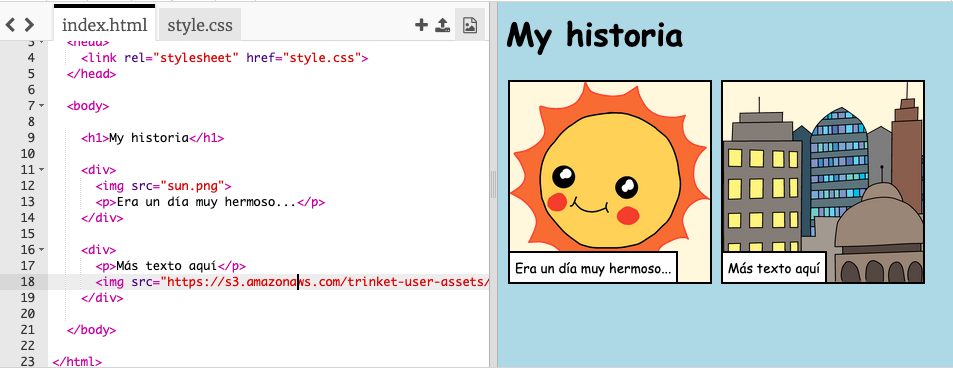 index.html style.css
3 <head>
4 <link rel="stylesheet" href="style.css">
5 </head>
6
7 <body>
8
9 <h1>My historia</h1>
10
11 <div>
12 <img src="sun.png">
13 <p>Era un día muy hermoso...</p>
14 </div>
15
16 <div>
17 <p>Más texto aquí</p>
18 <img src="https://s3.amazonaws.com/trinket-user-assets/
19 </div>
20
21 </body>
22
23 </html>
My historia
Era un día muy hermoso...
Más texto aquí